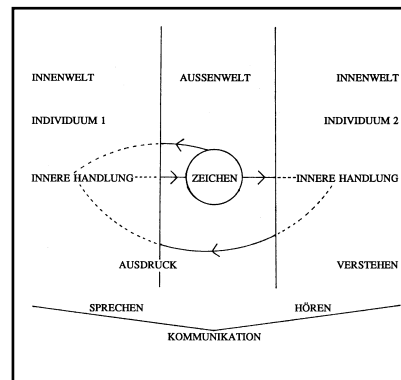 INNENWELT AUSSENWELT INNENWELT
INDIVIDUUM 1 INDIVIDUUM 2
INNERE HANDLUNG ZEICHEN INNERE HANDLUNG
AUSDRUCK VERSTEHEN
SPRECHEN HÖREN
KOMMUNIKATION